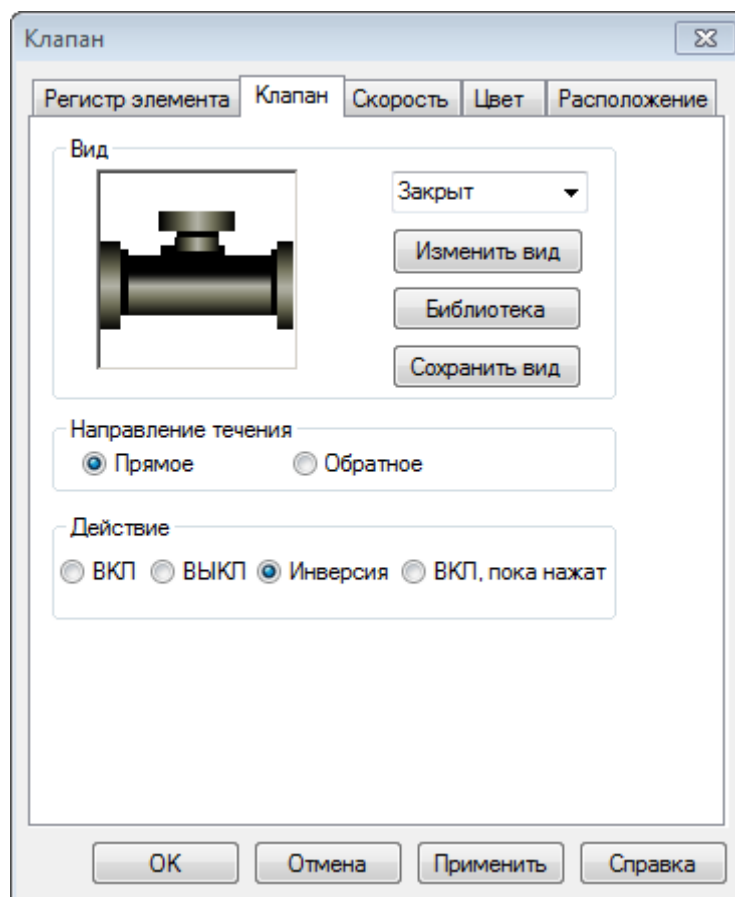 Клапан
Регистр элемента Клапан Скорость Цвет Расположение
Вид
Закрыт
Изменить вид
Библиотека
Сохранить вид
Направление течения
Прямое Обратное
Действие
ВКЛ ВЫКЛ Инверсия ВКЛ, пока нажат
OK Отмена Применить Справка